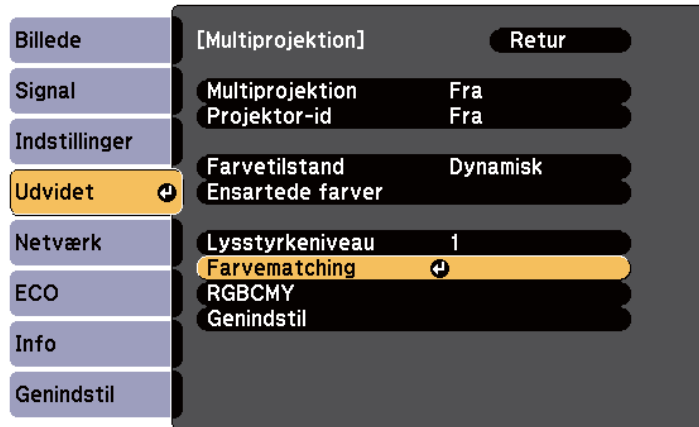 Billede
Signal
Indstillinger
Udvidet
Netværk
ECO
Info
Genindstil
[Multiprojektion] Retur
Multiprojektion Fra
Projektor-id Fra
Farvetilstand Dynamisk
Ensartede farver
Lysstyrkeniveau 1
Farvematching
RGBCMY
Genindstil